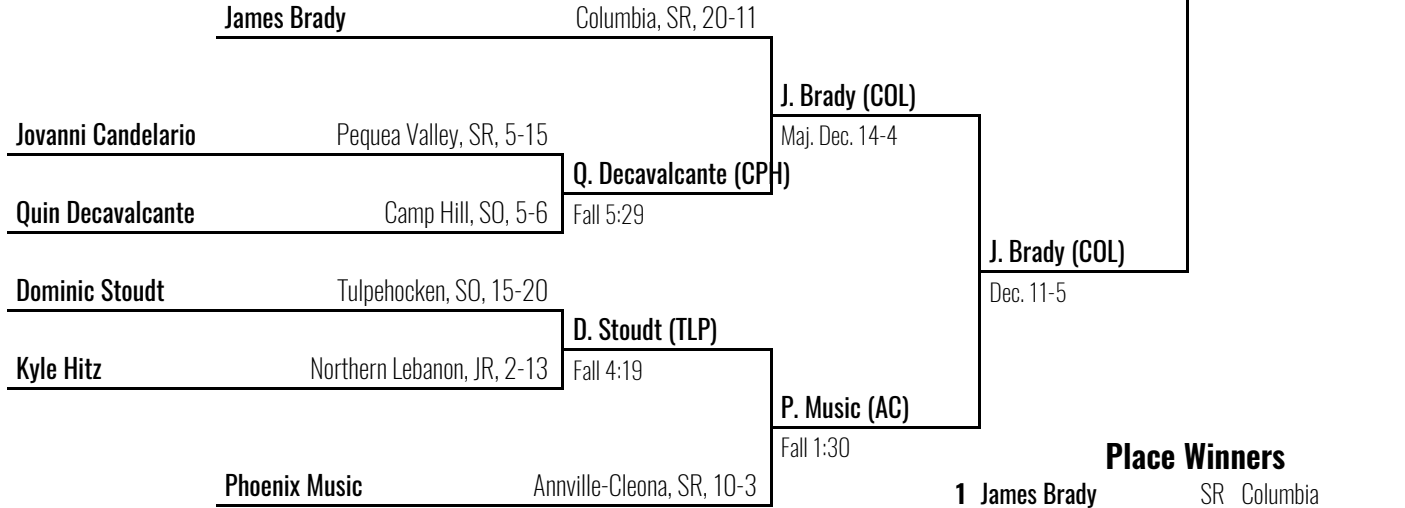 James Brady Columbia, SR, 20-11
J. Brady (COL)
Jovanni Candelario Pequea Valley, SR, 5-15
Maj. Dec. 14-4
Q. Decavalcante (CPH)
Quin Decavalcante Camp Hill, SO, 5-6
Fall 5:29
J. Brady (COL)
Dominic Stoudt Tulpehocken, SO, 15-20
Dec. 11-5
D. Stoudt (TLP)
Kyle Hitz Northern Lebanon, JR, 2-13
Fall 4:19
P. Music (AC)
Fall 1:30
Place Winners
Phoenix Music Annville-Cleona, SR, 10-3
1 James Brady SR Columbia